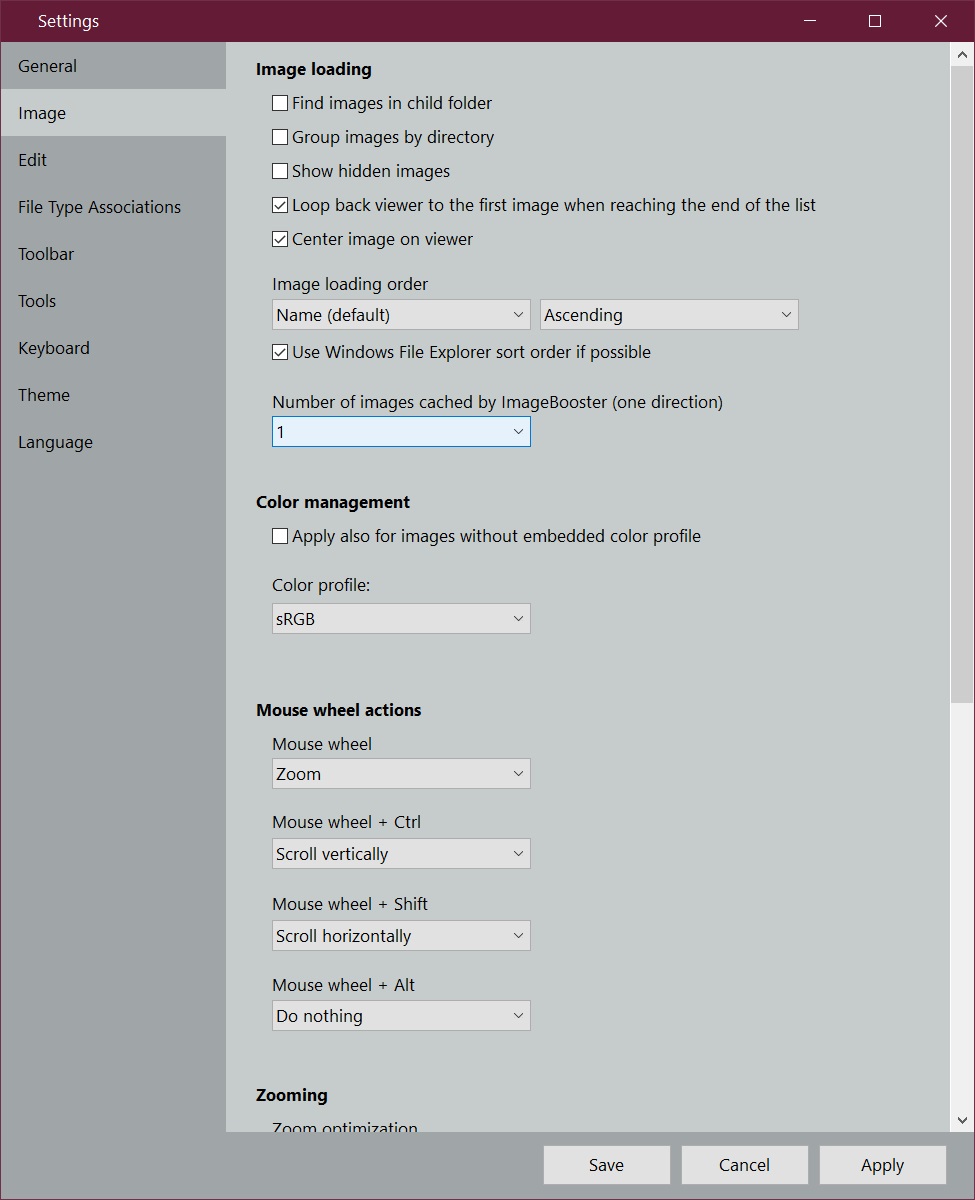 Settings
General
Image
Edit
File Type Associations
Toolbar
Tools
Keyboard
Theme
Language
Image loading
Find images in child folder
Group images by directory
Show hidden images
Loop back viewer to the first image when reaching the end of the list
Center image on viewer
Image loading order
Name (default) Ascending
Use Windows File Explorer sort order if possible
Number of images cached by ImageBooster (one direction)
1
Color management
Apply also for images without embedded color profile
Color profile:
sRGB
Mouse wheel actions
Mouse wheel
Zoom
Mouse wheel + Ctrl
Scroll vertically
Mouse wheel + Shift
Scroll horizontally
Mouse wheel + Alt
Do nothing
Zooming
Zoom optimization
Save Cancel Apply